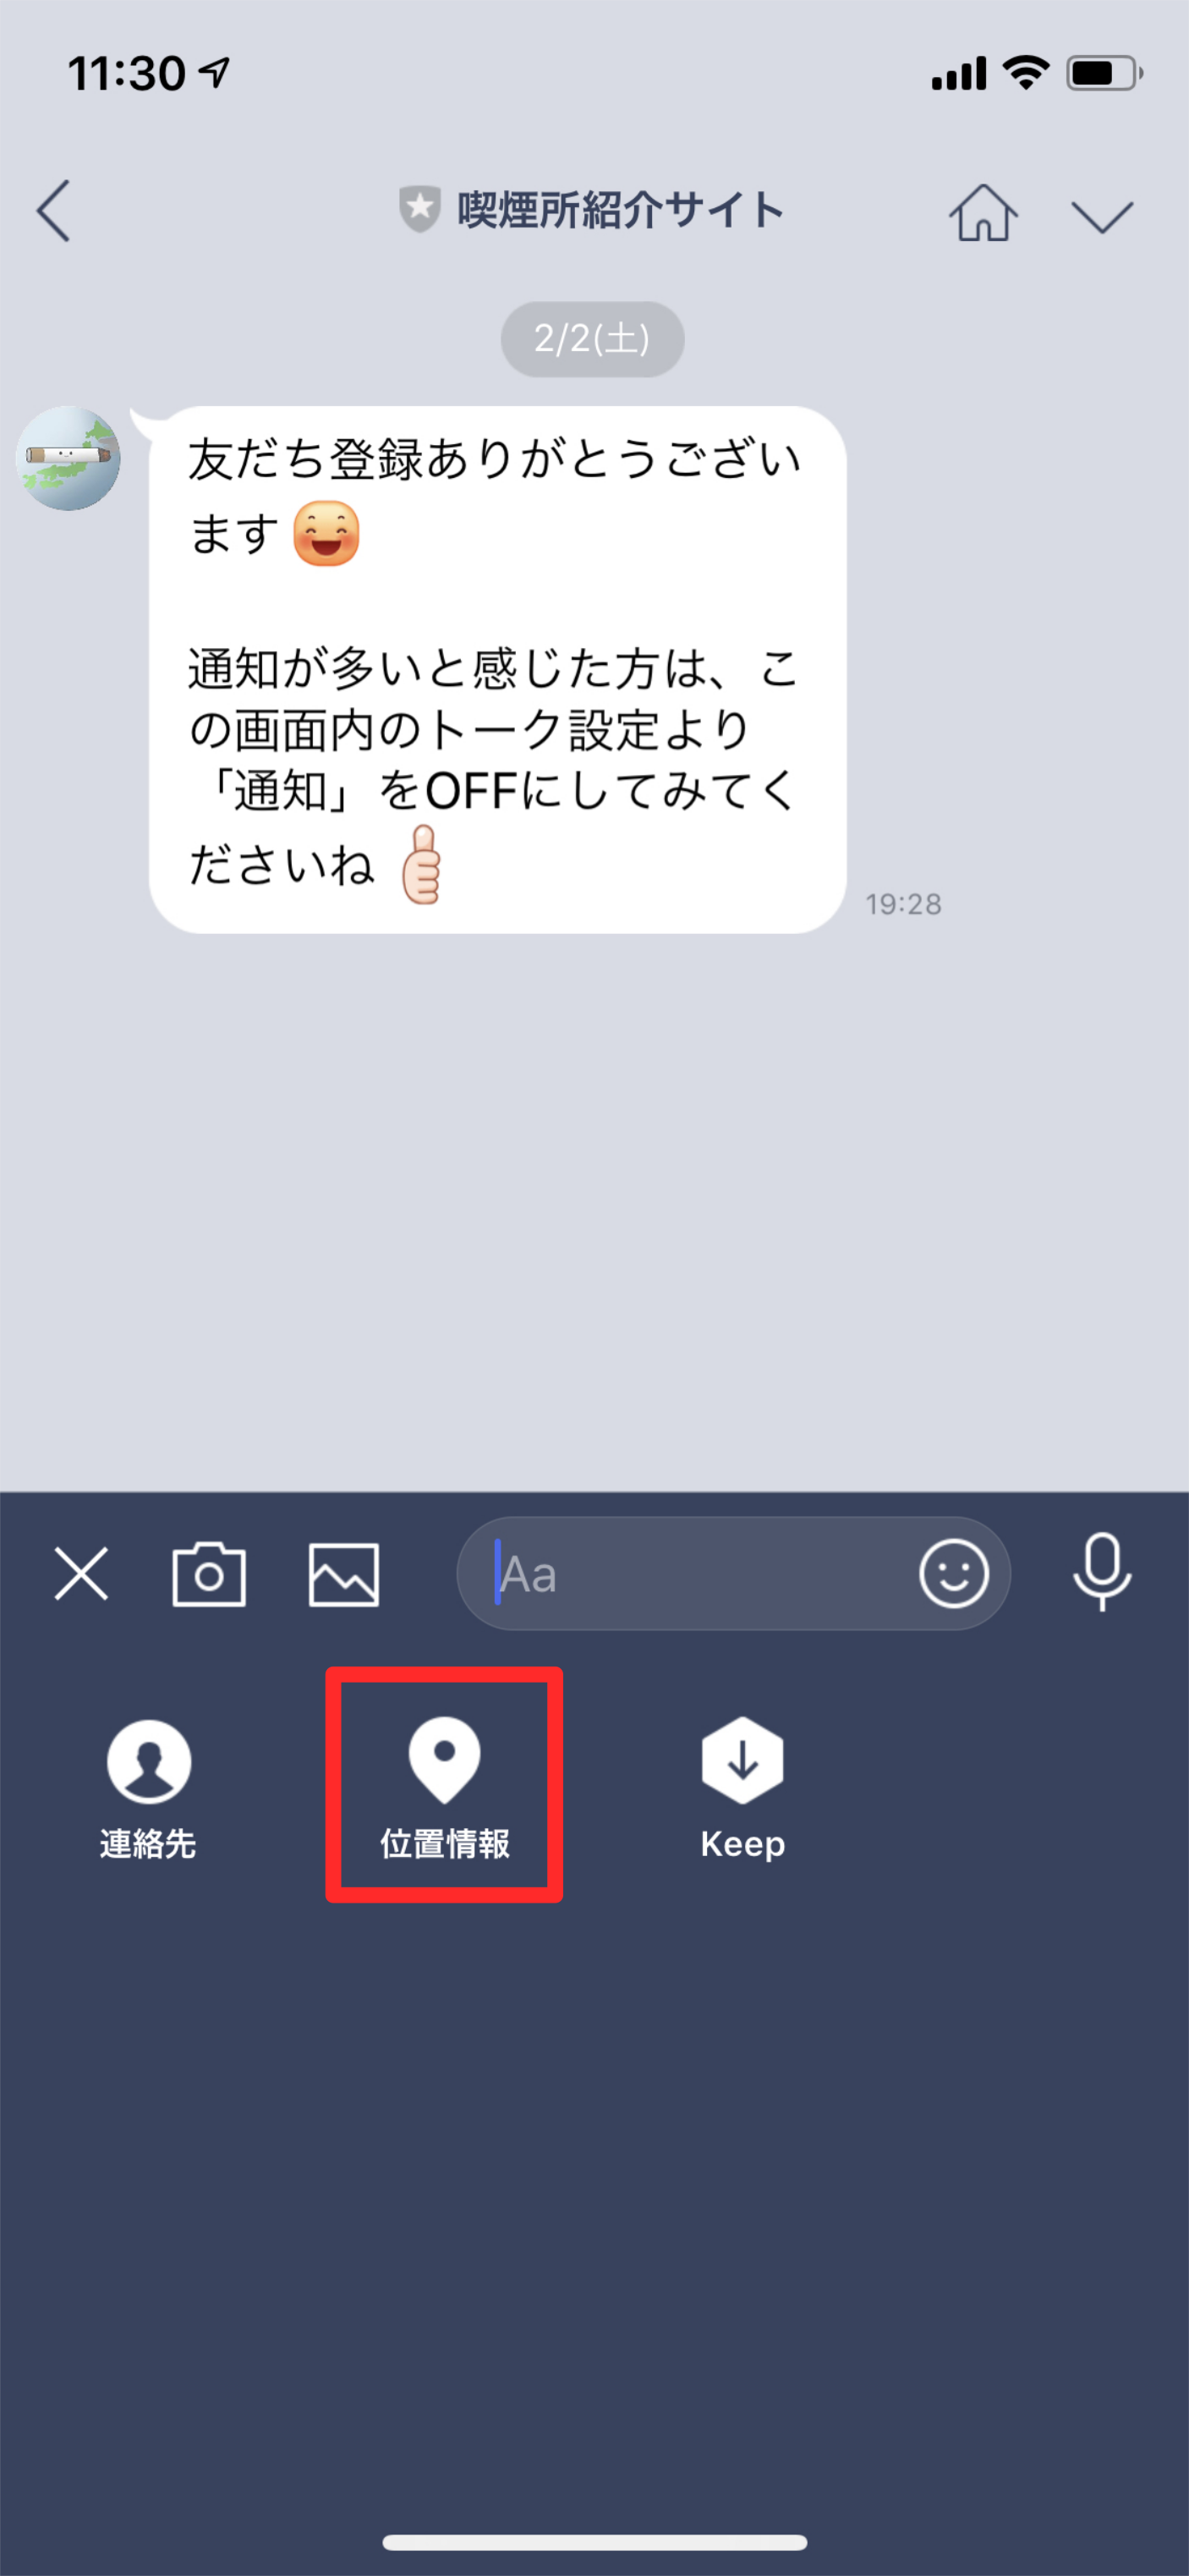 11:30
喫煙所紹介サイト
2/2(土)
友だち登録ありがとうござい
ます
通知が多いと感じた方は、こ
の画面内のトーク設定より
「通知」をOFFにしてみてく
ださいね
19:28
Aa
連絡先
位置情報
Keep